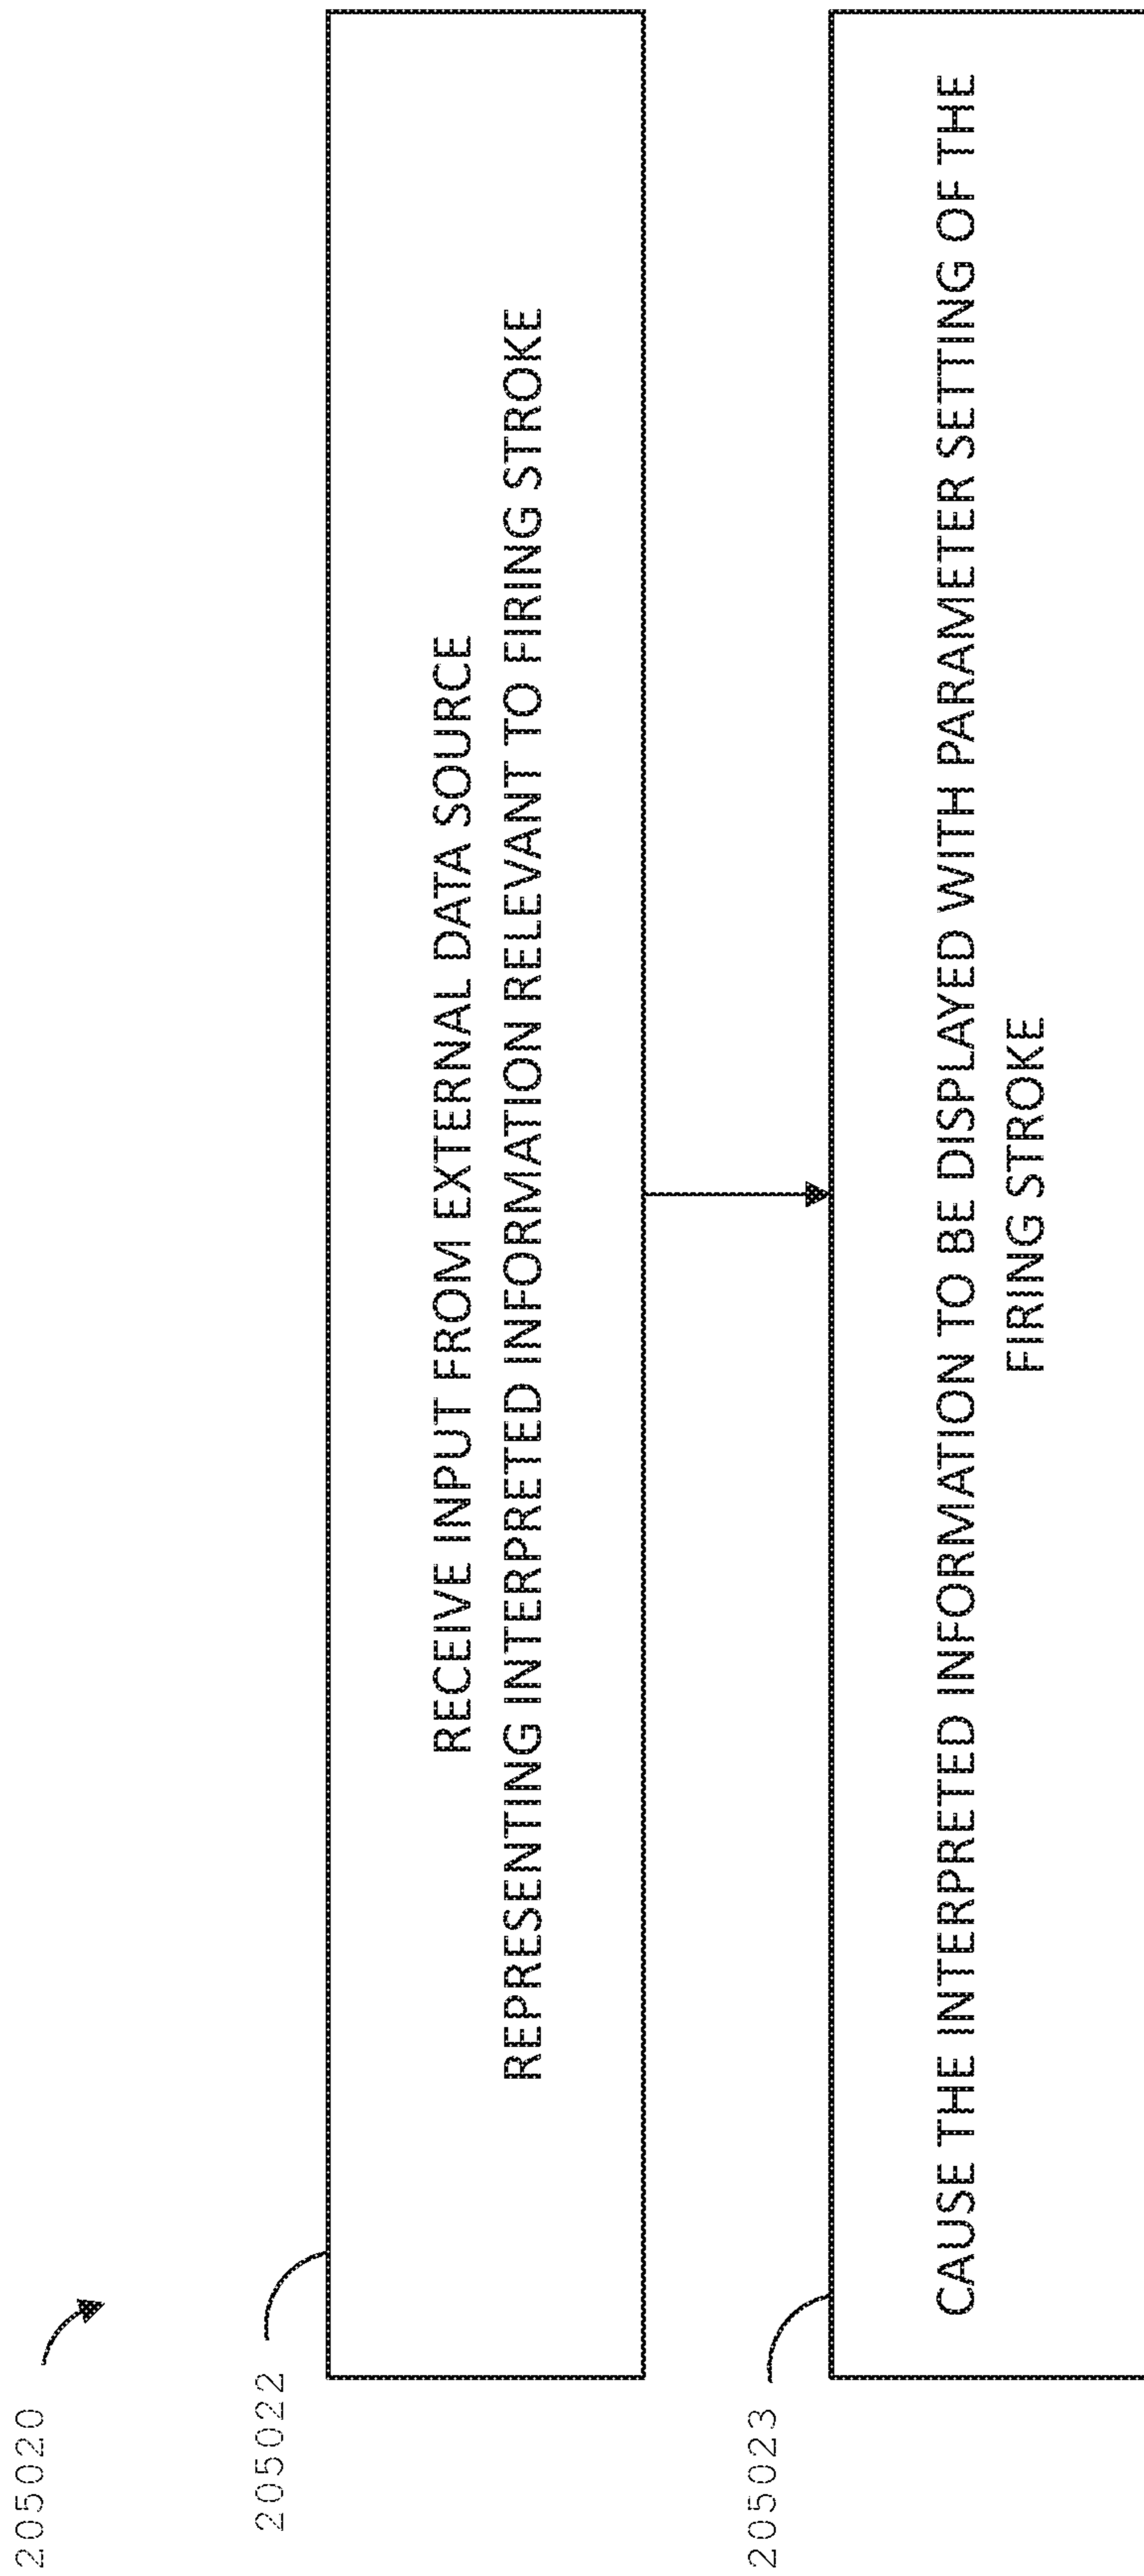 205020
205022
RECEIVE INPUT FROM EXTERNAL DATA SOURCE
REPRESENTING INTERPRETED INFORMATION RELEVANT TO FIRING STROKE
205023
CAUSE THE INTERPRETED INFORMATION TO BE DISPLAYED WITH PARAMETER SETTING OF THE
FIRING STROKE